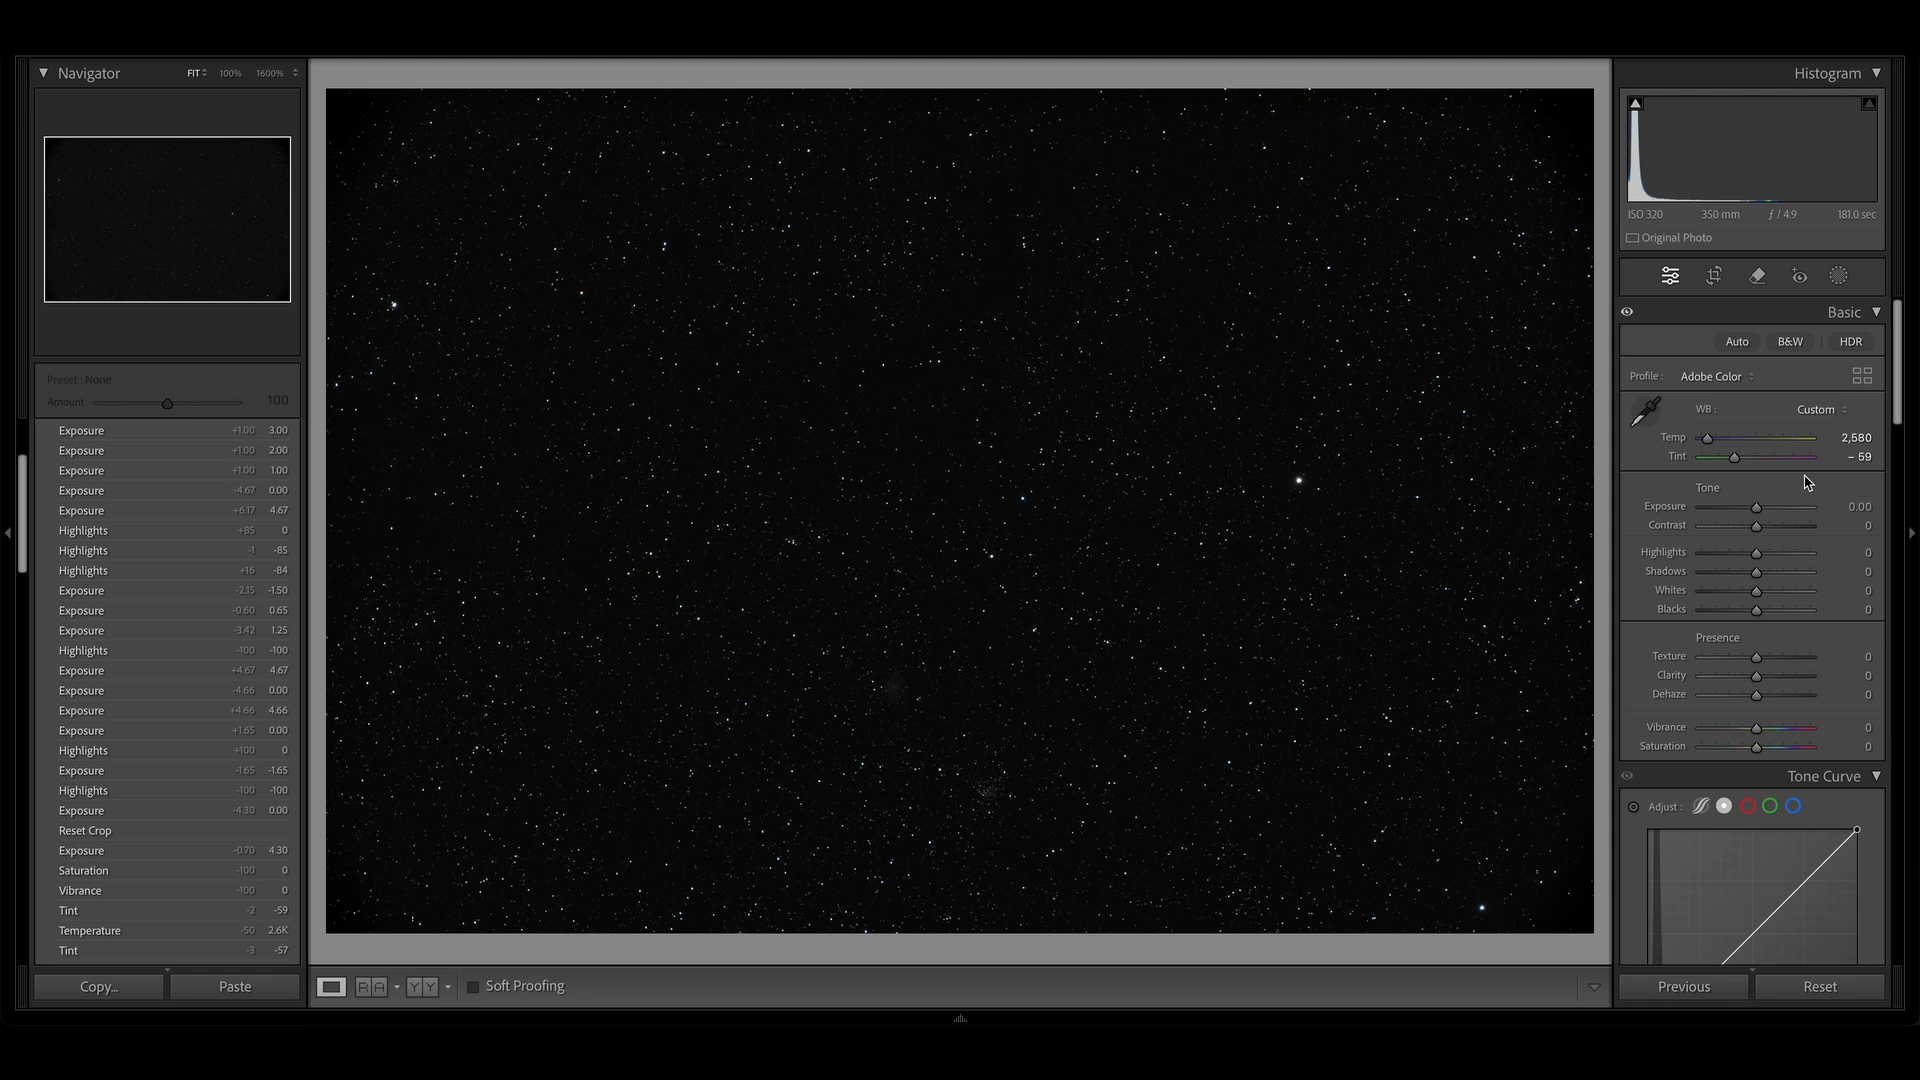 Navigator FIT 100% 1600%
Preset : None
Amount 100
Exposure +1.00 3.00
Exposure +1.00 2.00
Exposure +1.00 1.00
Exposure -4.67 0.00
Exposure +6.17 4.67
Highlights +85 0
Highlights -1 -85
Highlights +16 -84
Exposure -2.15 -1.50
Exposure -0.60 0.65
Exposure -3.42 1.25
Highlights -100 -100
Exposure +4.67 4.67
Exposure -4.66 0.00
Exposure +4.66 4.66
Exposure +1.65 0.00
Highlights +100 0
Exposure -1.65 -1.65
Highlights -100 -100
Exposure -4.30 0.00
Reset Crop
Exposure -0.70 4.30
Saturation -100 0
Vibrance -100 0
Tint -2 -59
Temperature -50 2.6K
Tint -3 -57
Copy... Paste
R A Y Y Soft Proofing
Histogram
ISO 320 350 mm ƒ / 4.9 181.0 sec
Original Photo
Basic
Auto B&W HDR
Profile : Adobe Color
WB : Custom
Temp 2,580
Tint – 59
Tone
Exposure 0.00
Contrast 0
Highlights 0
Shadows 0
Whites 0
Blacks 0
Presence
Texture 0
Clarity 0
Dehaze 0
Vibrance 0
Saturation 0
Tone Curve
Adjust :
Previous Reset